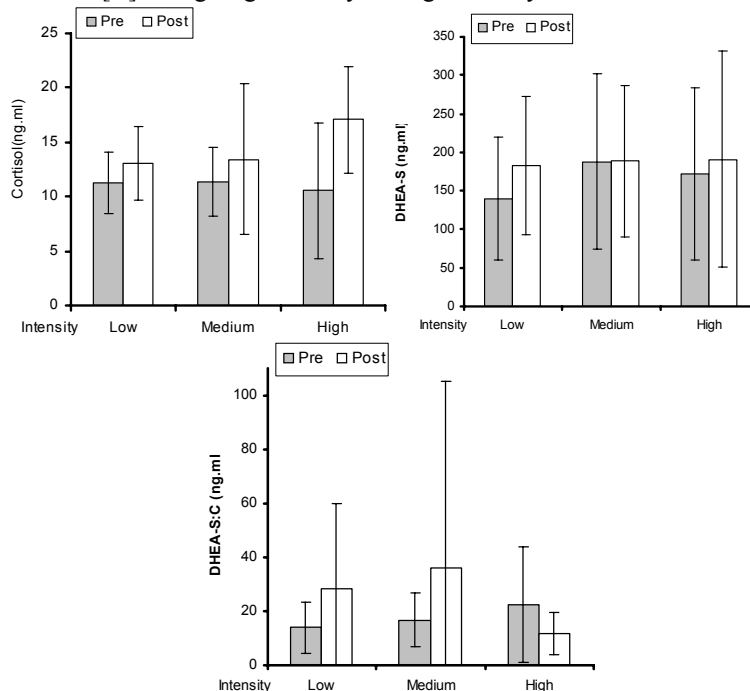 Pre Post
Cortisol(ng.ml)
25
20
15
10
5
0
Intensity Low Medium High
Pre Post
DHEA-S (ng.ml)
350
300
250
200
150
100
50
0
Intensity Low Medium High
Pre Post
DHEA-S:C (ng.ml
100
80
60
40
20
0
Intensity Low Medium High